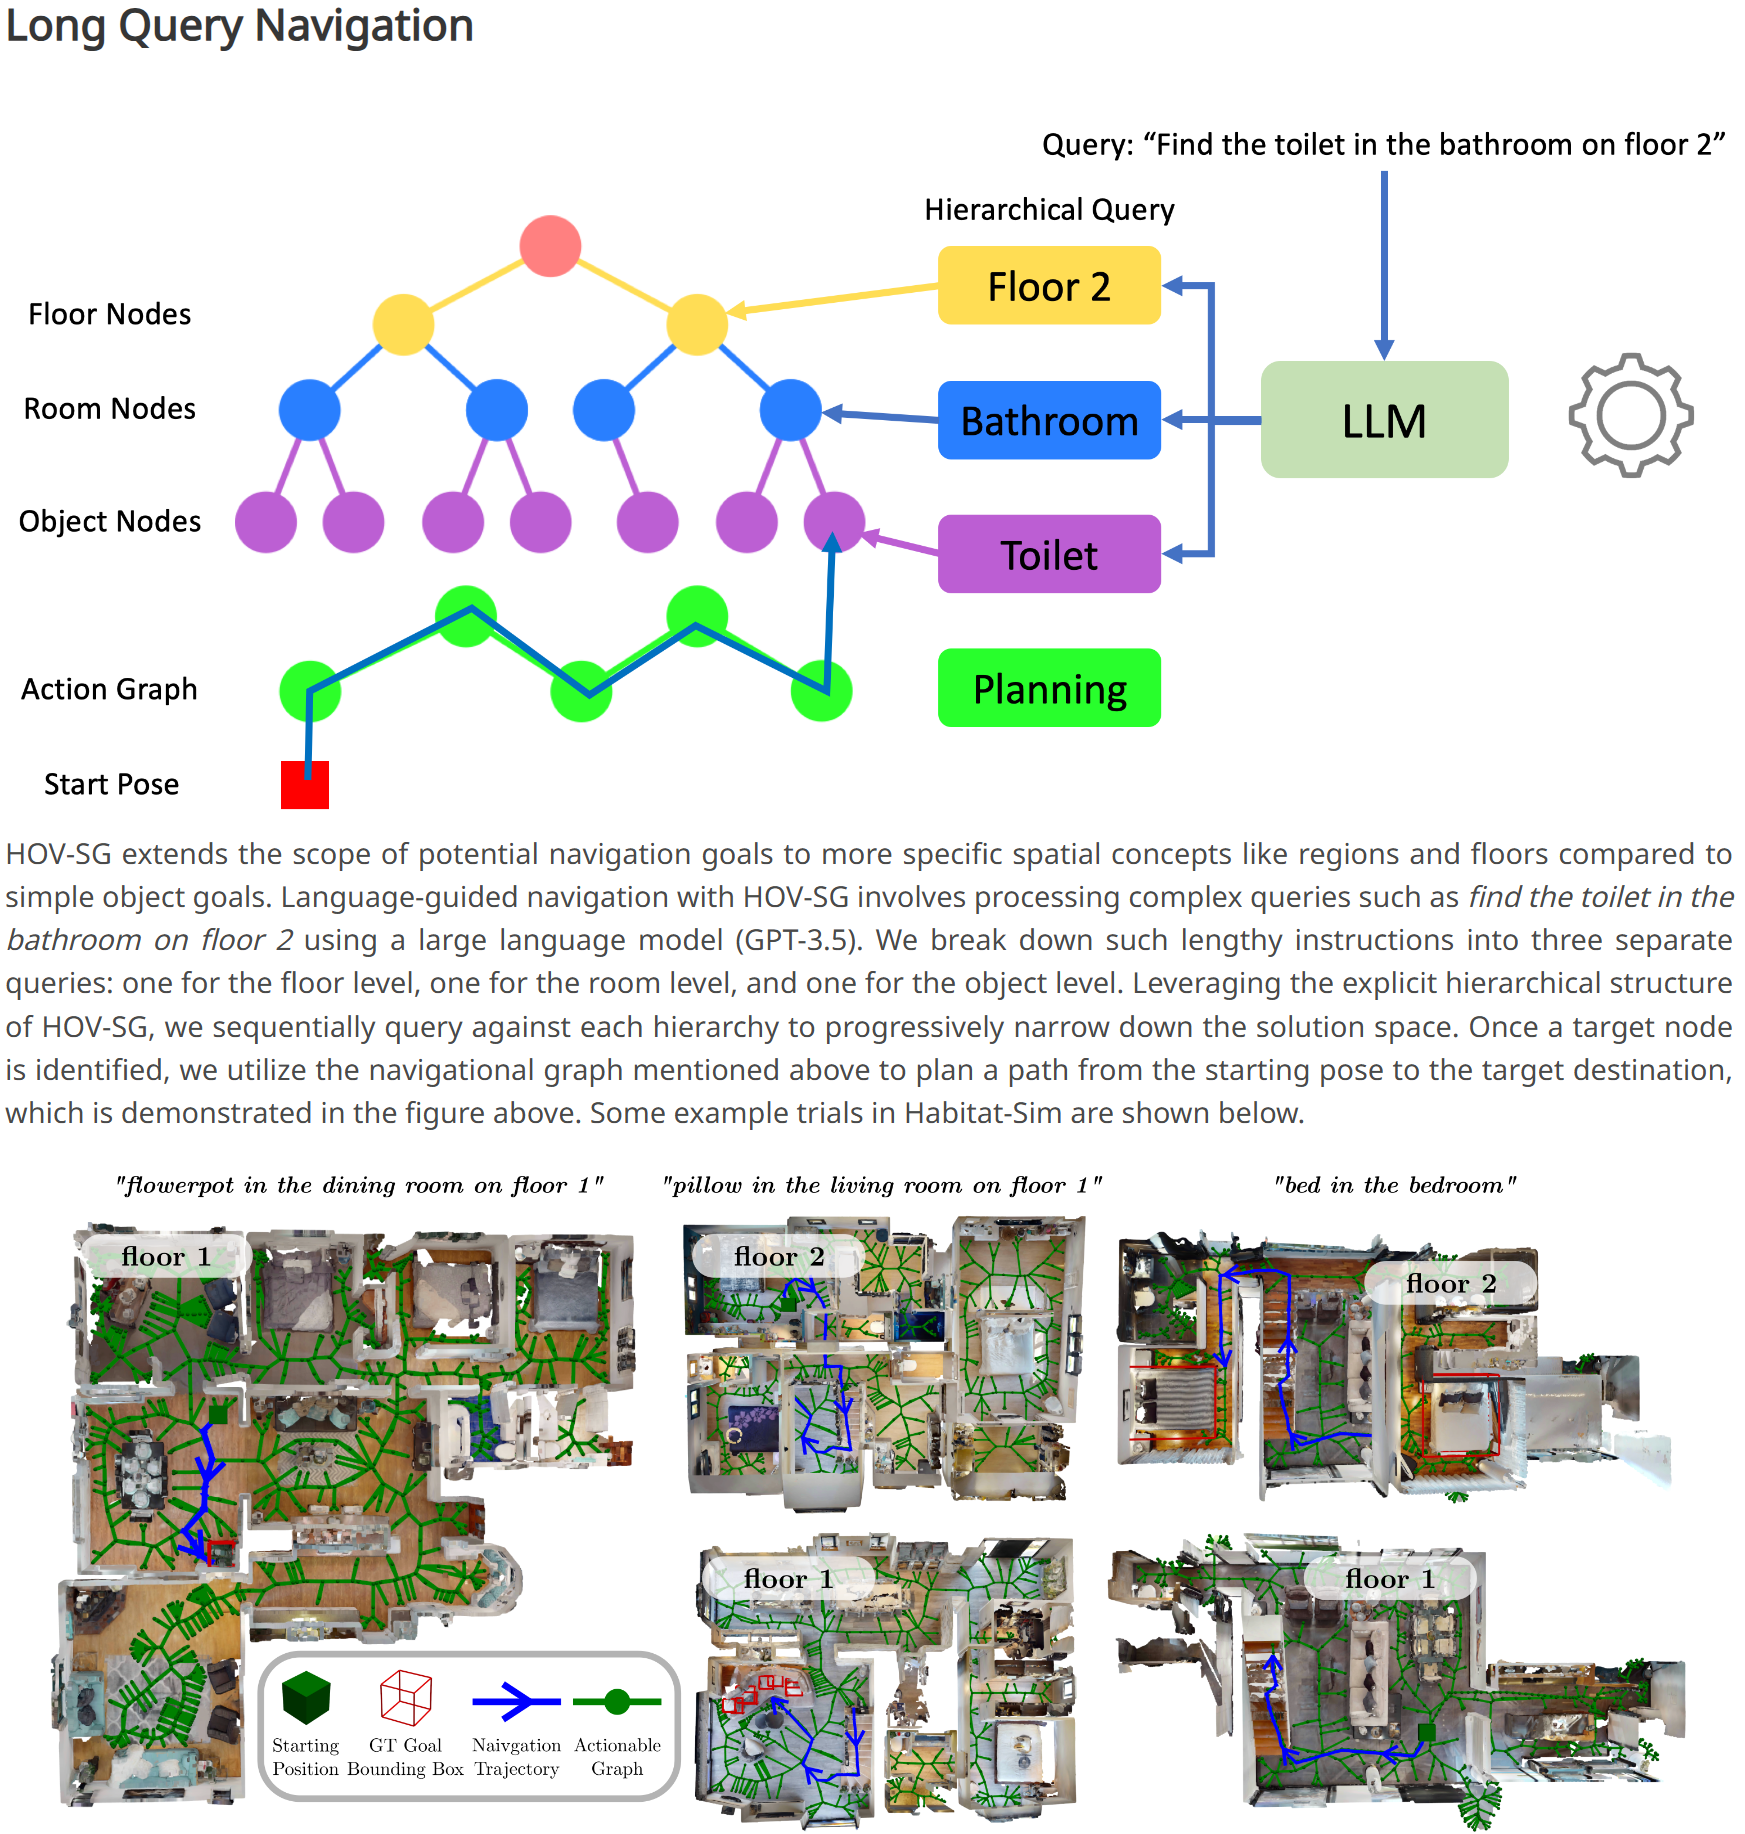 Long Query Navigation
Query: “Find the toilet in the bathroom on floor 2”
Hierarchical Query
Floor 2
Floor Nodes
Room Nodes
Bathroom
LLM
Object Nodes
Toilet
Action Graph
Planning
Start Pose
HOV-SG extends the scope of potential navigation goals to more specific spatial concepts like regions and floors compared to
simple object goals. Language-guided navigation with HOV-SG involves processing complex queries such as find the toilet in the
bathroom on floor 2 using a large language model (GPT-3.5). We break down such lengthy instructions into three separate
queries: one for the floor level, one for the room level, and one for the object level. Leveraging the explicit hierarchical structure
of HOV-SG, we sequentially query against each hierarchy to progressively narrow down the solution space. Once a target node
is identified, we utilize the navigational graph mentioned above to plan a path from the starting pose to the target destination,
which is demonstrated in the figure above. Some example trials in Habitat-Sim are shown below.
"flowerpot in the dining room on floor 1"
"pillow in the living room on floor 1"
"bed in the bedroom"
floor 1
floor 2
floor 2
floor 1
floor 1
Starting
Position
GT Goal
Bounding Box
Naivgation
Trajectory
Actionable
Graph